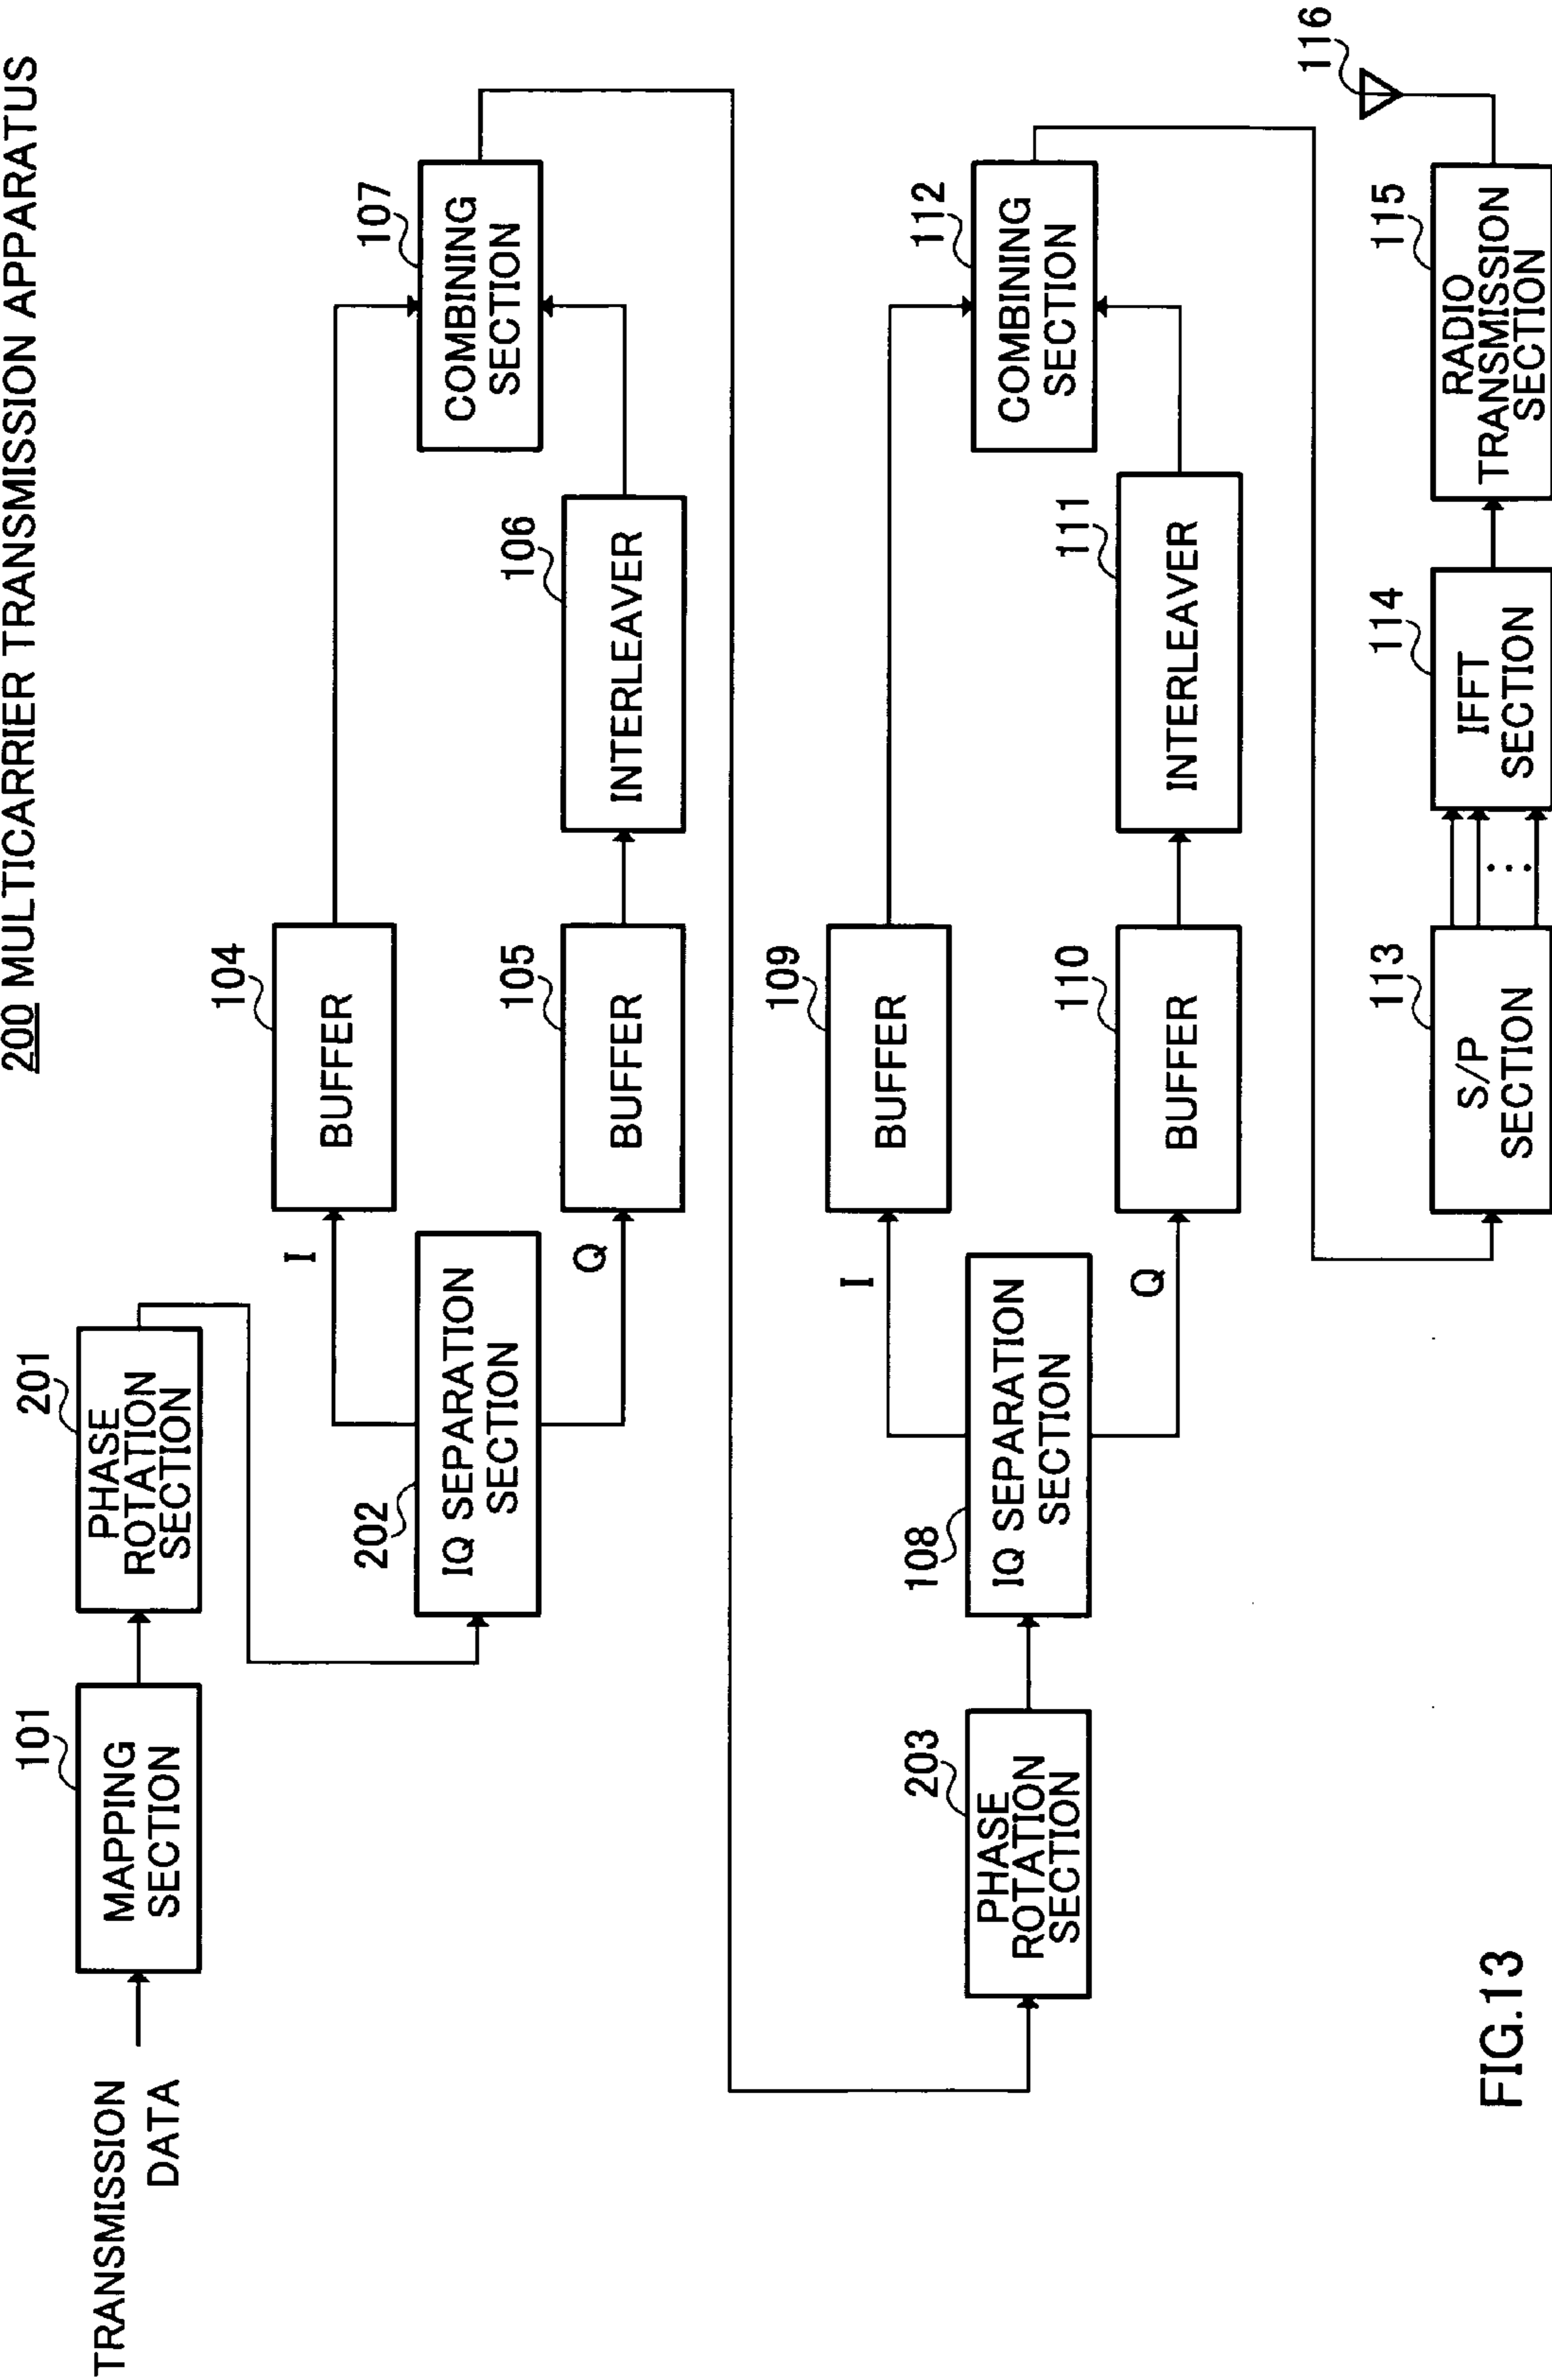 200 MULTICARRIER TRANSMISSION APPARATUS
TRANSMISSION
DATA
101
MAPPING
SECTION
201
PHASE
ROTATION
SECTION
202
IQ SEPARATION
SECTION
I
Q
104
BUFFER
105
BUFFER
106
INTERLEAVER
107
COMBINING
SECTION
203
PHASE
ROTATION
SECTION
108
IQ SEPARATION
SECTION
I
Q
109
BUFFER
110
BUFFER
111
INTERLEAVER
112
COMBINING
SECTION
113
S/P
SECTION
114
IFFT
SECTION
115
RADIO
TRANSMISSION
SECTION
116
FIG.13